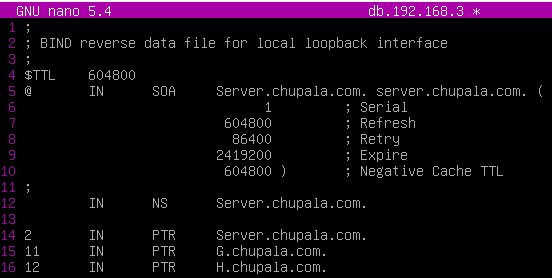 GNU nano 5.4 db.192.168.3 *
1 ;
2 ; BIND reverse data file for local loopback interface
3 ;
4 $TTL 604800
5 @ IN SOA Server.chupala.com. server.chupala.com. (
6 1 ; Serial
7 604800 ; Refresh
8 86400 ; Retry
9 2419200 ; Expire
10 604800 ) ; Negative Cache TTL
11 ;
12 IN NS Server.chupala.com.
13
14 2 IN PTR Server.chupala.com.
15 11 IN PTR G.chupala.com.
16 12 IN PTR H.chupala.com.